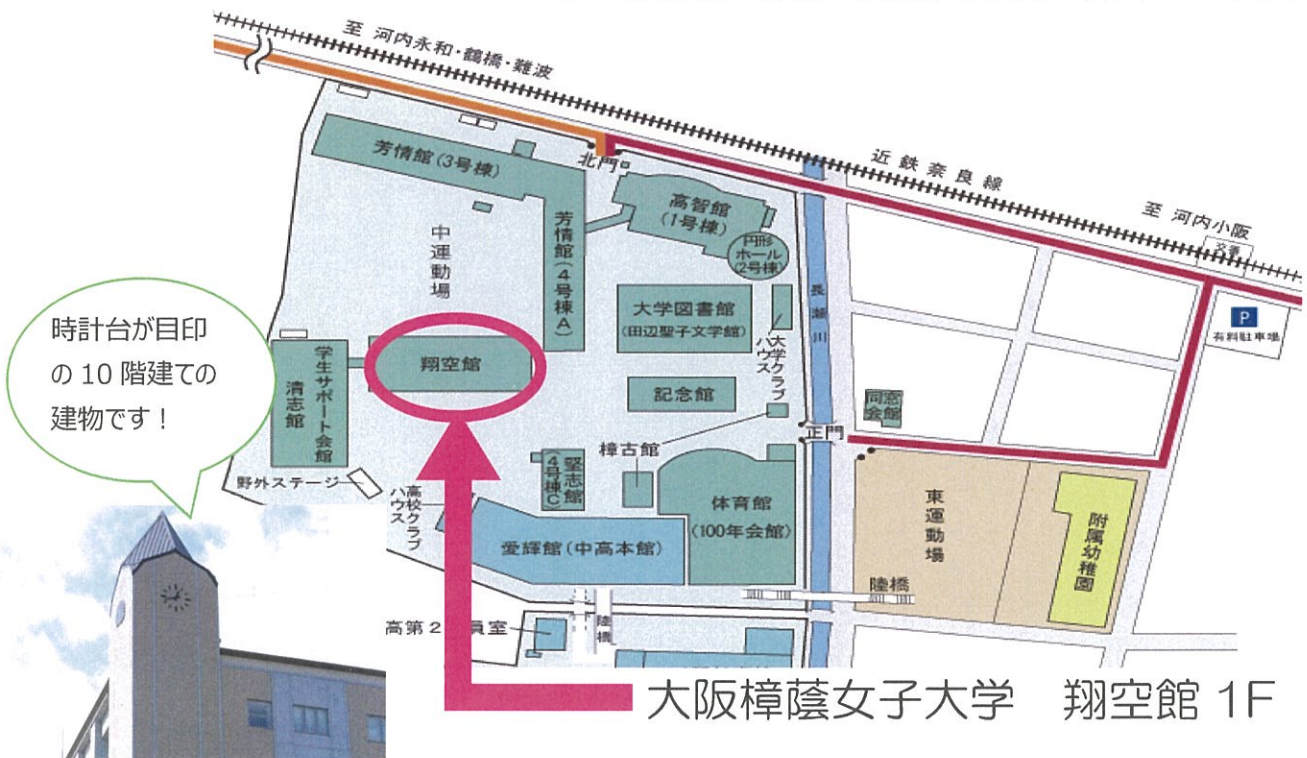 至 河内永和・鶴橋・難波
近鉄奈良線
至 河内小阪
交番
P
有料駐車場
芳情館(3号棟)
北門
高智館
(1号棟)
円形
ホール
(2号棟)
中運動場
芳情館(4号棟A)
大学図書館
(田辺聖子文学館)
大学クラブ
ハウス
長瀬川
時計台が目印
の 10 階建ての
建物です！
学生サポート会館
清志館
翔空館
記念館
同窓
会館
正門
樟古館
野外ステージ
高校クラブ
ハウス
堅志館
(4号棟C)
体育館
(100年会館)
東運動場
附属幼稚園
愛輝館(中高本館)
陸橋
高第2
員室
陸橋
大阪樟蔭女子大学　翔空館 1F